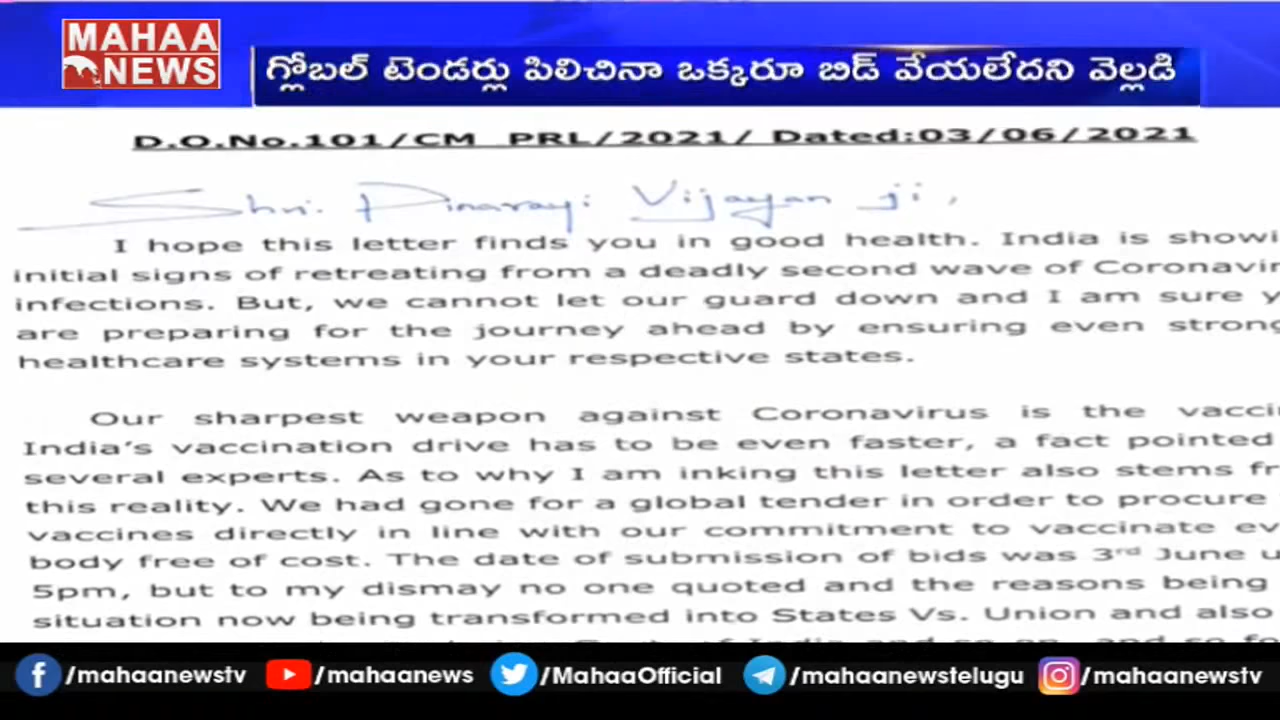 MAHAA
NEWS
గ్లోబల్ టెండర్లు పిలిచినా ఒక్కరూ బిడ్ వేయలేదని వెల్లడి
D.O.No.101/CM PRL/2021/ Dated:03/06/2021
Shri. Pinarayi Vijayan ji,
I hope this letter finds you in good health. India is showi
initial signs of retreating from a deadly second wave of Coronavir
infections. But, we cannot let our guard down and I am sure y
are preparing for the journey ahead by ensuring even strong
healthcare systems in your respective states.
Our sharpest weapon against Coronavirus is the vacci
India's vaccination drive has to be even faster, a fact pointed
several experts. As to why I am inking this letter also stems fr
this reality. We had gone for a global tender in order to procure
vaccines directly in line with our commitment to vaccinate ev
body free of cost. The date of submission of bids was 3rd June u
5pm, but to my dismay no one quoted and the reasons being
situation now being transformed into States Vs. Union and also
/mahaanewstv /mahaanews /MahaaOfficial /mahaanewstelugu /mahaanewstv